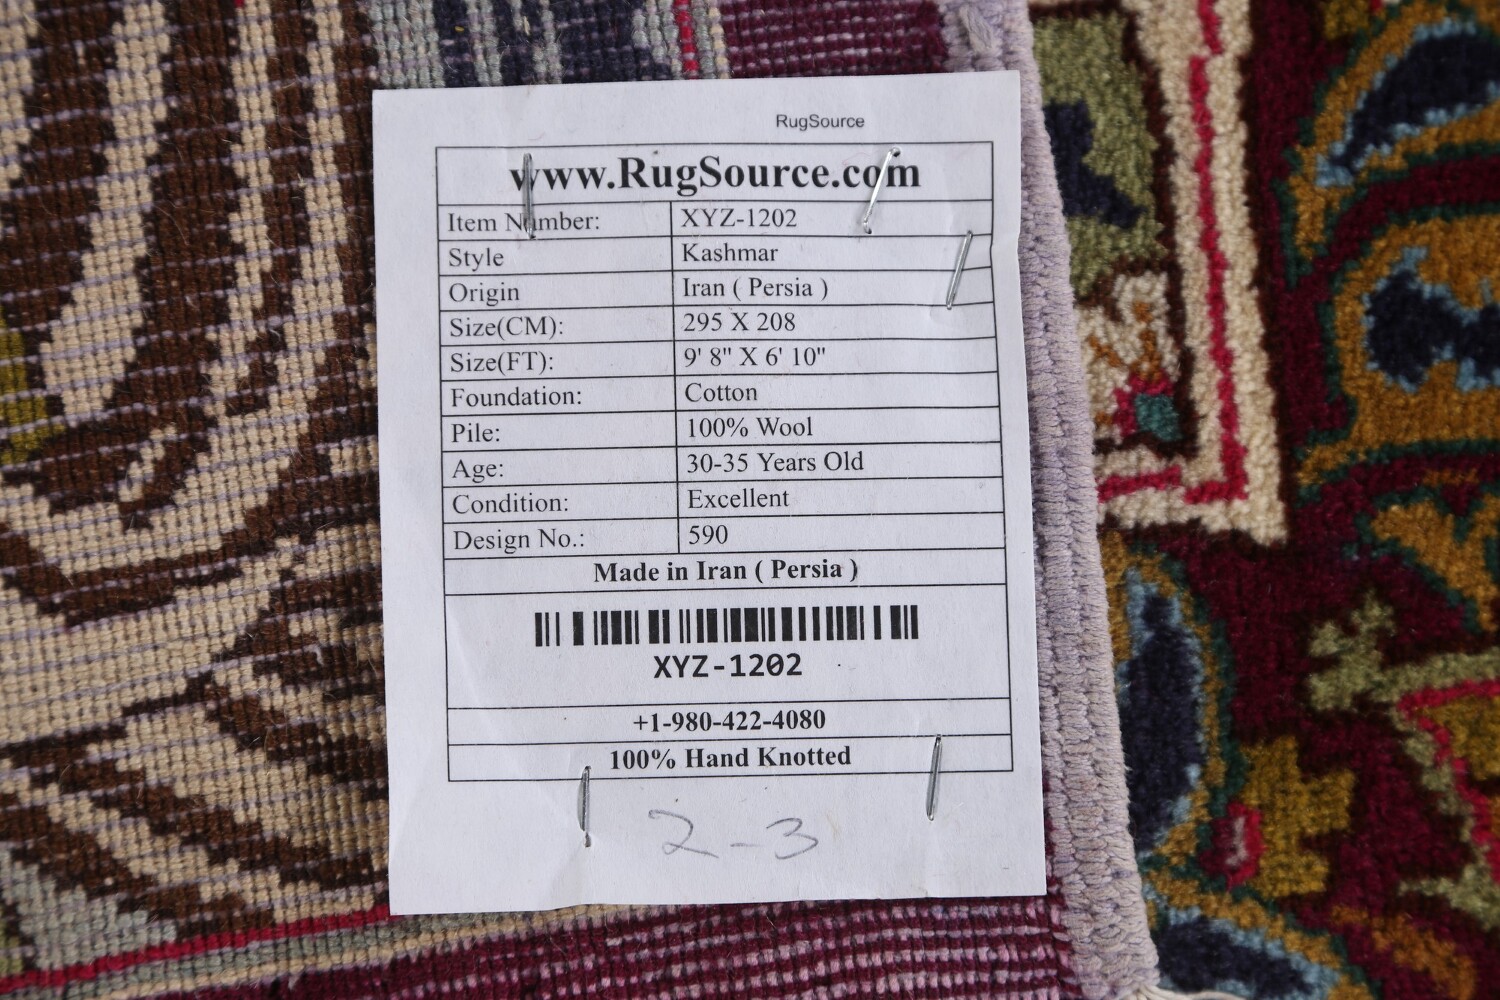 RugSource
www.RugSource.com
Item Number: XYZ-1202
Style Kashmar
Origin Iran ( Persia )
Size(CM): 295 X 208
Size(FT): 9' 8" X 6' 10"
Foundation: Cotton
Pile: 100% Wool
Age: 30-35 Years Old
Condition: Excellent
Design No.: 590
Made in Iran ( Persia )
XYZ-1202
+1-980-422-4080
100% Hand Knotted
2-3